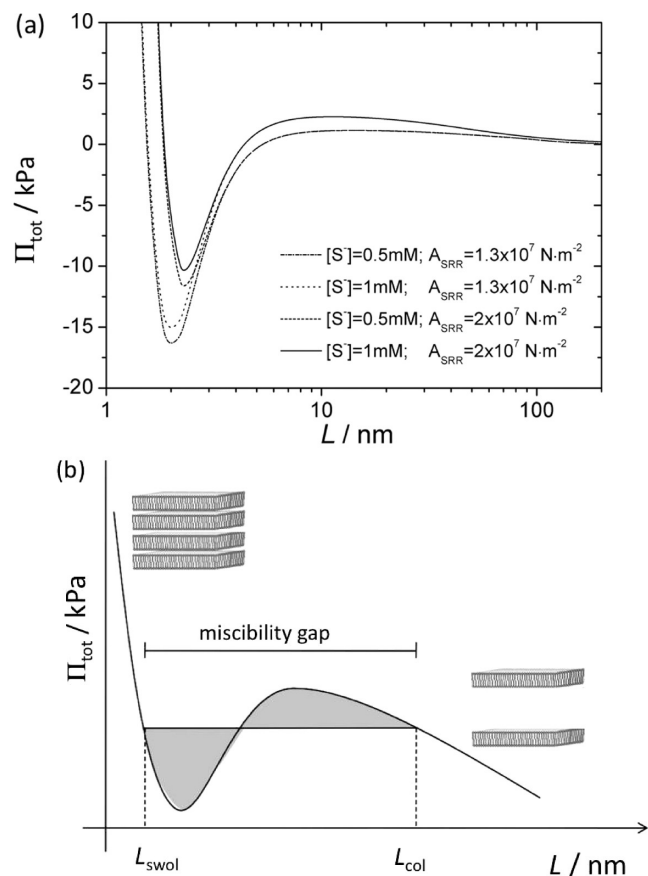 (a)
10
5
0
-5
-10
-15
-20
Π_tot / kPa
[S⁻]=0.5mM; A_SRR=1.3x10⁷ N·m⁻²
[S⁻]=1mM; A_SRR=1.3x10⁷ N·m⁻²
[S⁻]=0.5mM; A_SRR=2x10⁷ N·m⁻²
[S⁻]=1mM; A_SRR=2x10⁷ N·m⁻²
1 10 100
L / nm
(b)
Π_tot / kPa
miscibility gap
L_swol L_col L / nm